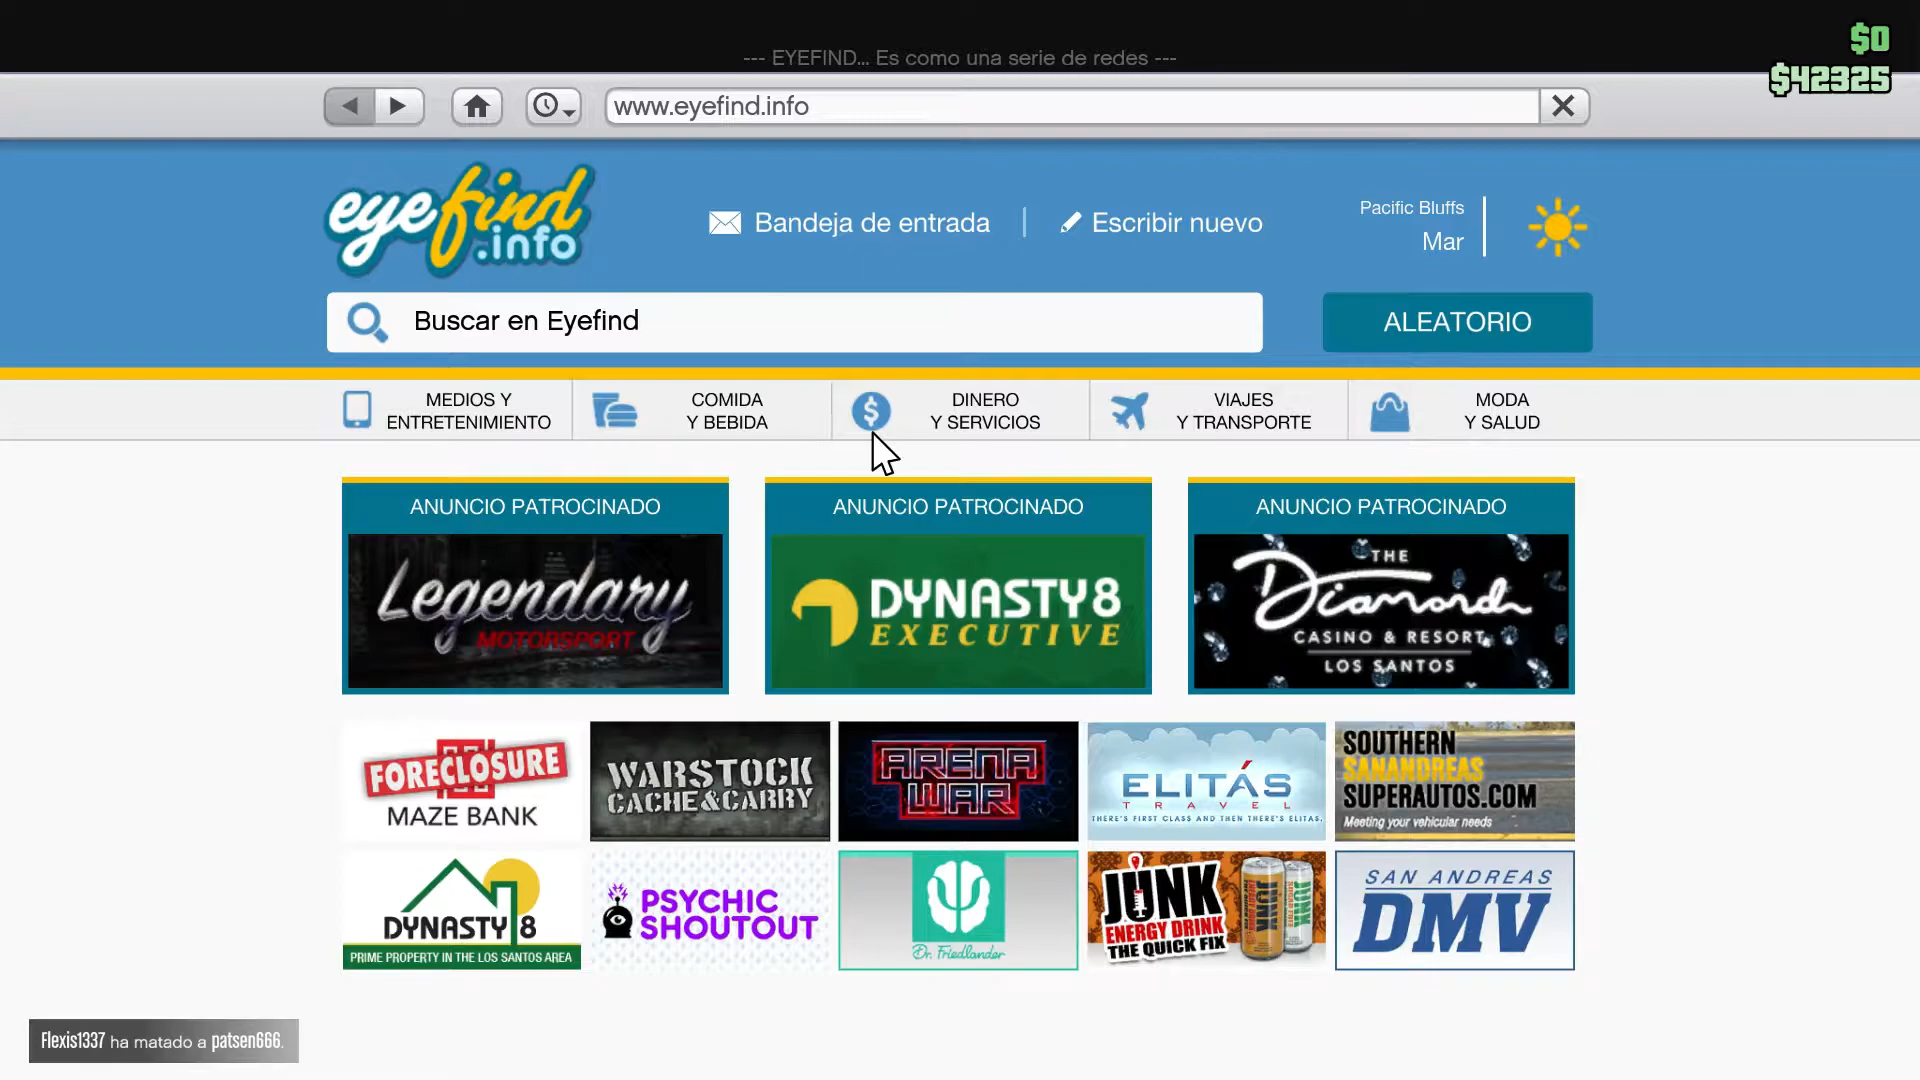 $0
--- EYEFIND... Es como una serie de redes ---
$42325
www.eyefind.info
eyefind
.info
Bandeja de entrada
Escribir nuevo
Pacific Bluffs
Mar
Buscar en Eyefind
ALEATORIO
MEDIOS Y
ENTRETENIMIENTO
COMIDA
Y BEBIDA
DINERO
Y SERVICIOS
VIAJES
Y TRANSPORTE
MODA
Y SALUD
ANUNCIO PATROCINADO
Legendary
MOTORSPORT
ANUNCIO PATROCINADO
DYNASTY8
EXECUTIVE
ANUNCIO PATROCINADO
THE
Diamond
CASINO & RESORT
LOS SANTOS
FORECLOSURE
MAZE BANK
WARSTOCK
CACHE&CARRY
ARENA
WAR
ELITÁS
TRAVEL
THERE'S FIRST CLASS AND THEN THERE'S ELITAS.
SOUTHERN
SANANDREAS
SUPERAUTOS.COM
Meeting your vehicular needs
DYNASTY 8
PRIME PROPERTY IN THE LOS SANTOS AREA
PSYCHIC
SHOUTOUT
Dr. Friedlander
JUNK
ENERGY DRINK
THE QUICK FIX
JUNK
JUNK
SAN ANDREAS
DMV
Flexis1337 ha matado a patsen666.